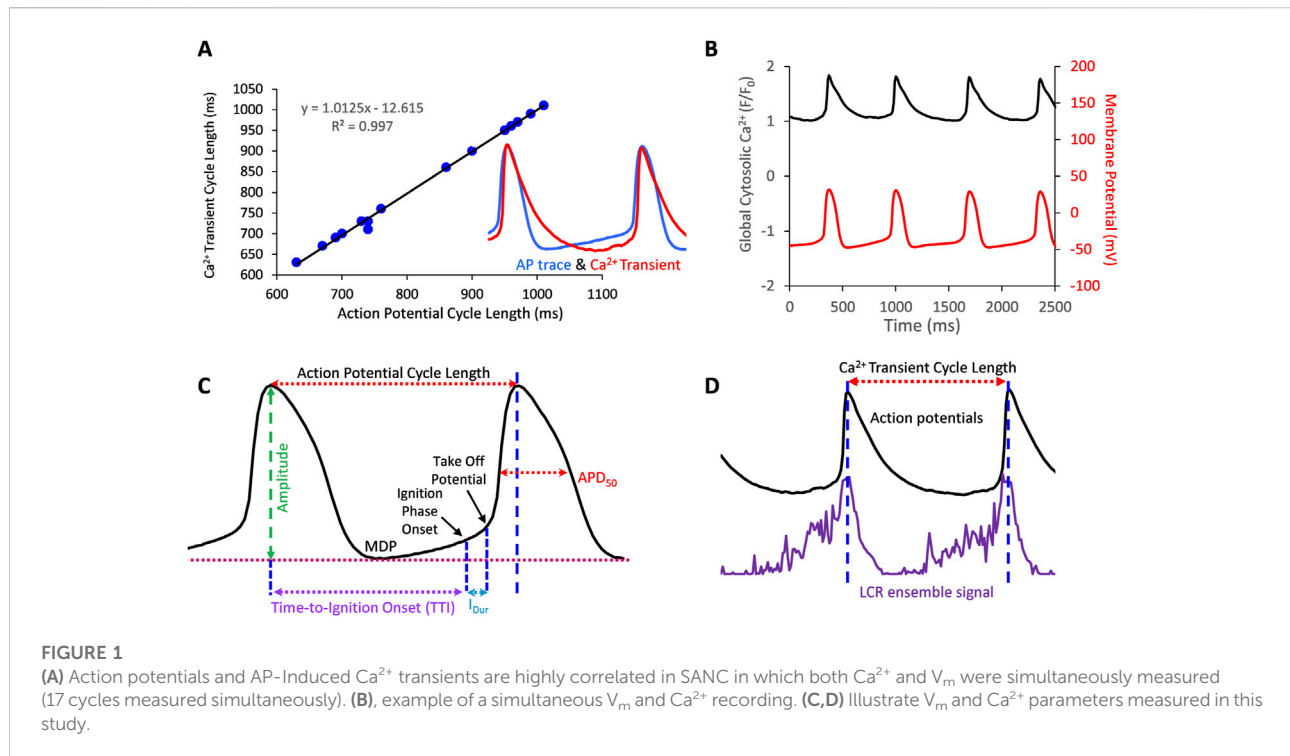 A
Ca²⁺ Transient Cycle Length (ms)
1050
1000
950
900
850
800
750
700
650
600
y = 1.0125x - 12.615
R² = 0.997
AP trace & Ca²⁺ Transient
600 700 800 900 1000 1100
Action Potential Cycle Length (ms)
B
Global Cytosolic Ca²⁺ (F/F₀)
2
1
0
-1
-2
200
150
100
50
0
-50
-100
Membrane Potential (mV)
0 500 1000 1500 2000 2500
Time (ms)
C
Action Potential Cycle Length
Amplitude
Take Off
Potential
Ignition
Phase
Onset
APD₅₀
MDP
Time-to-Ignition Onset (TTI)
I_Dur
D
Ca²⁺ Transient Cycle Length
Action potentials
LCR ensemble signal
FIGURE 1
(A) Action potentials and AP-Induced Ca²⁺ transients are highly correlated in SANC in which both Ca²⁺ and Vₘ were simultaneously measured
(17 cycles measured simultaneously). (B), example of a simultaneous Vₘ and Ca²⁺ recording. (C,D) Illustrate Vₘ and Ca²⁺ parameters measured in this
study.